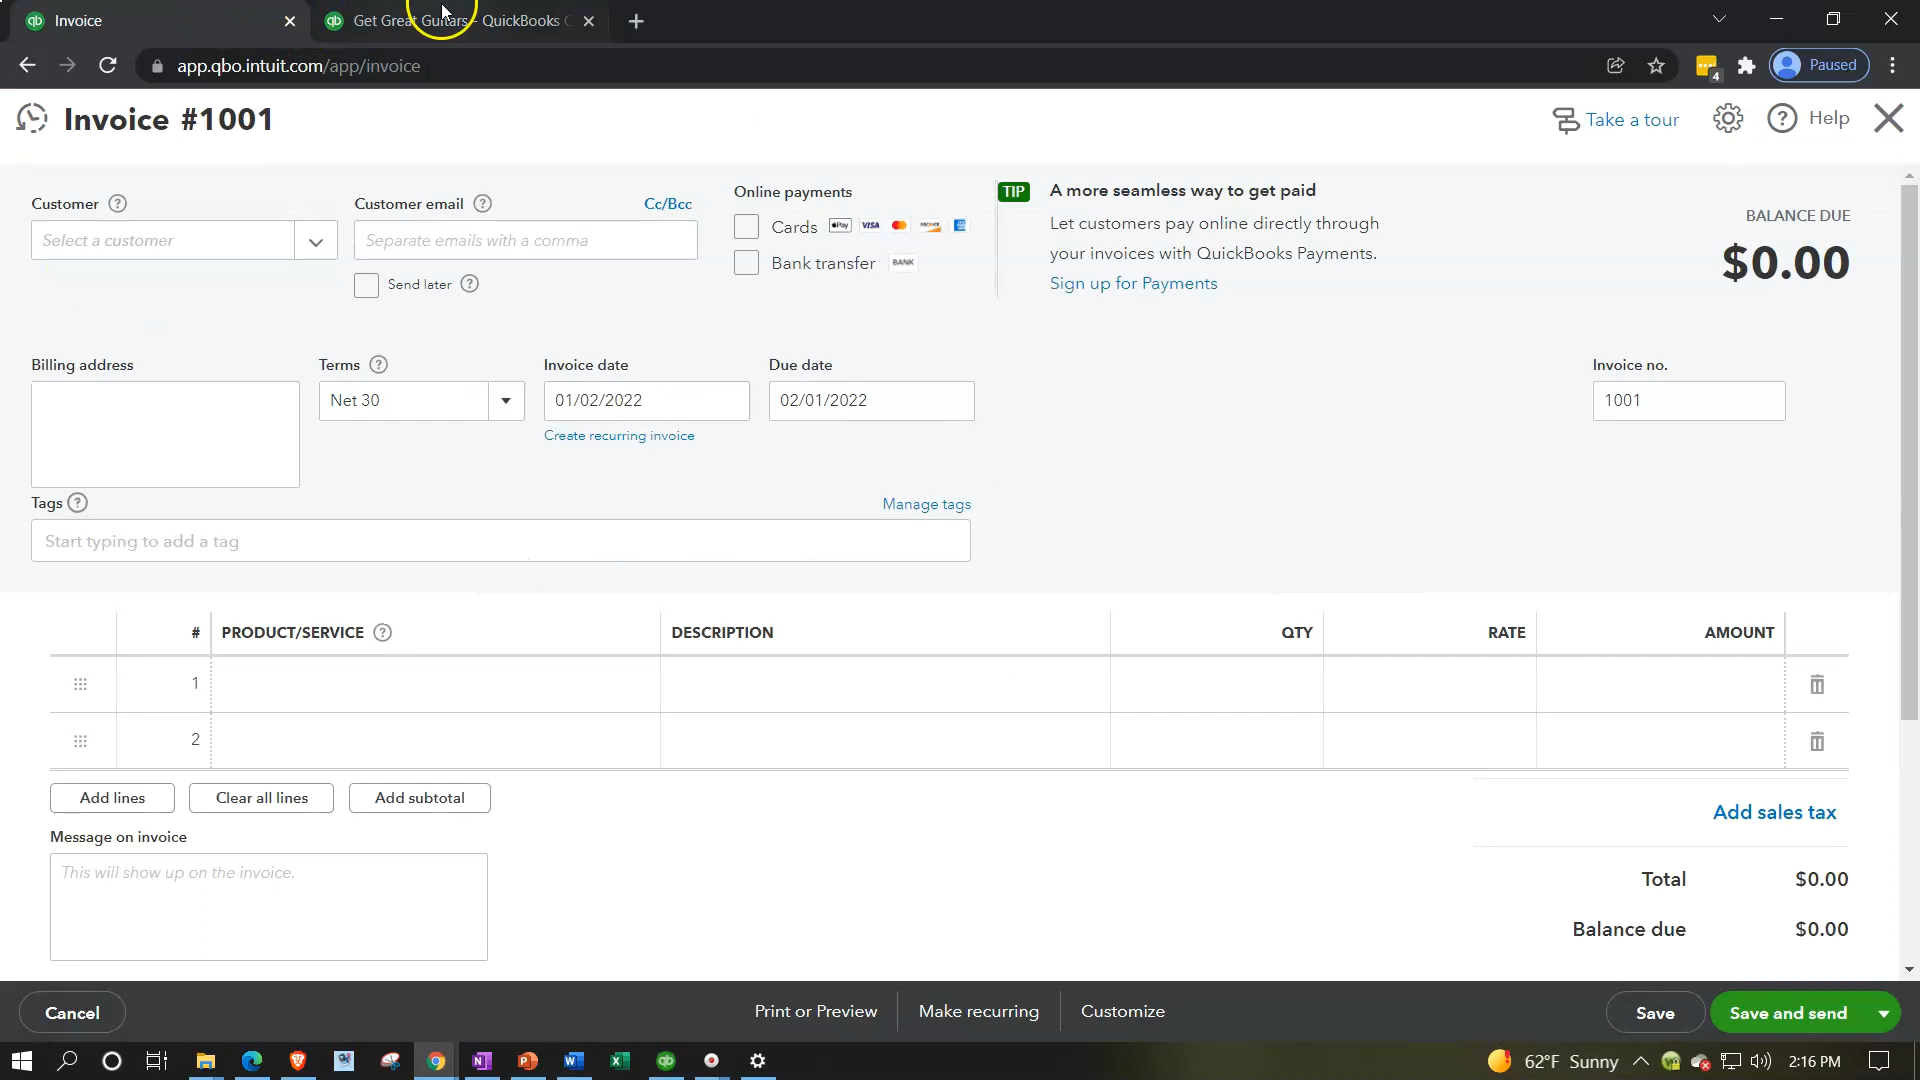 Invoice
Get Great Guitars - QuickBooks
app.qbo.intuit.com/app/invoice
4
Paused
Invoice #1001
Take a tour
Help
Customer
Customer email
Cc/Bcc
Select a customer
Separate emails with a comma
Send later
Online payments
Cards
Pay VISA DISCOVER
Bank transfer BANK
TIP
A more seamless way to get paid
Let customers pay online directly through
your invoices with QuickBooks Payments.
Sign up for Payments
BALANCE DUE
$0.00
Billing address
Terms
Net 30
Invoice date
01/02/2022
Create recurring invoice
Due date
02/01/2022
Invoice no.
1001
Tags
Manage tags
Start typing to add a tag
# PRODUCT/SERVICE DESCRIPTION QTY RATE AMOUNT
1
2
Add lines Clear all lines Add subtotal
Add sales tax
Message on invoice
This will show up on the invoice.
Total $0.00
Balance due $0.00
Cancel
Print or Preview
Make recurring
Customize
Save
Save and send
62°F Sunny
2:16 PM